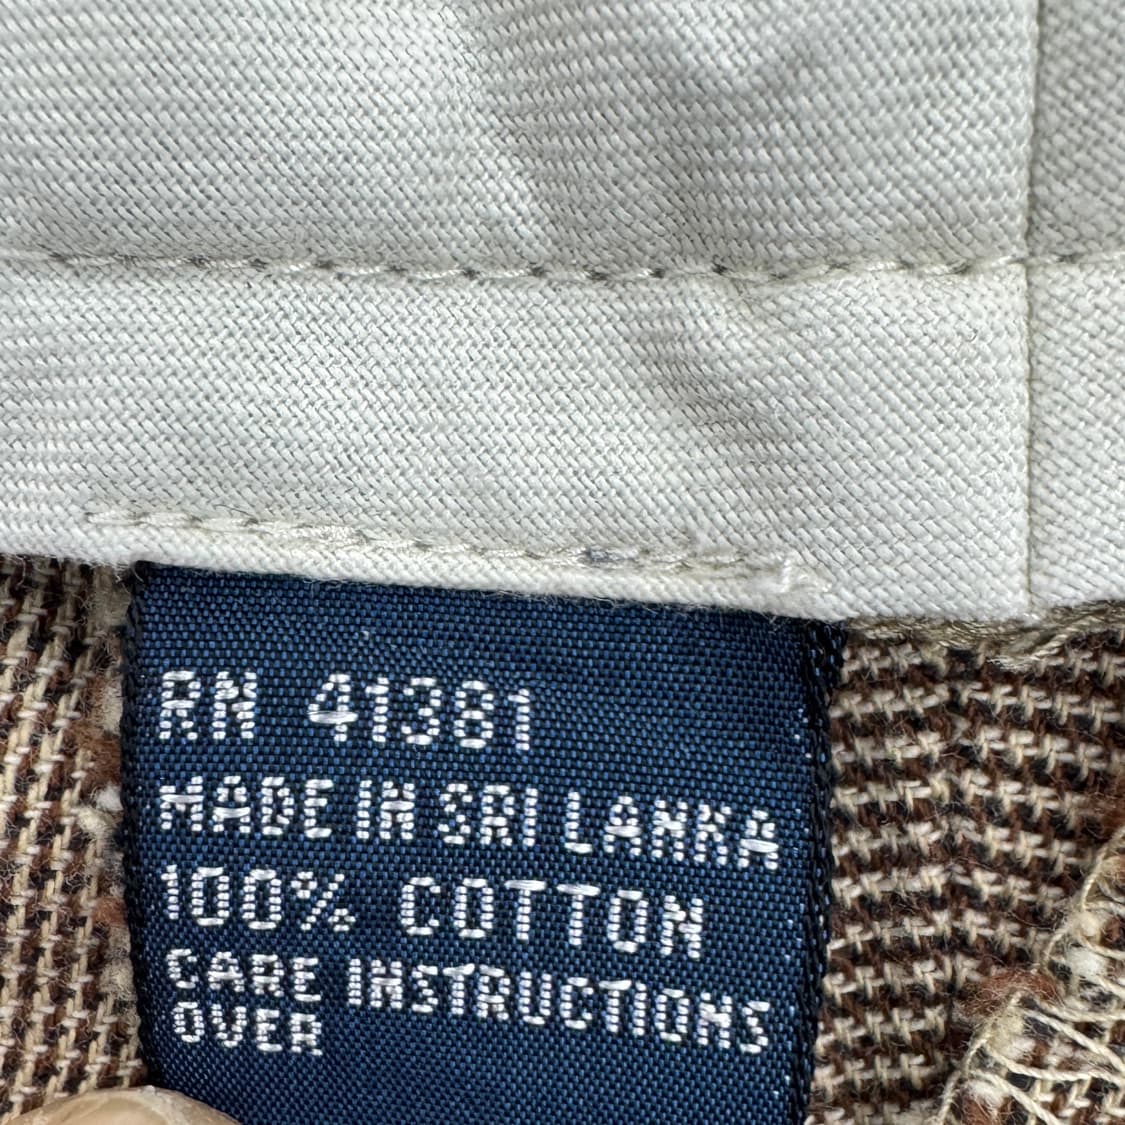 RN 41381
MADE IN SRI LANKA
100% COTTON
CARE INSTRUCTIONS
OVER